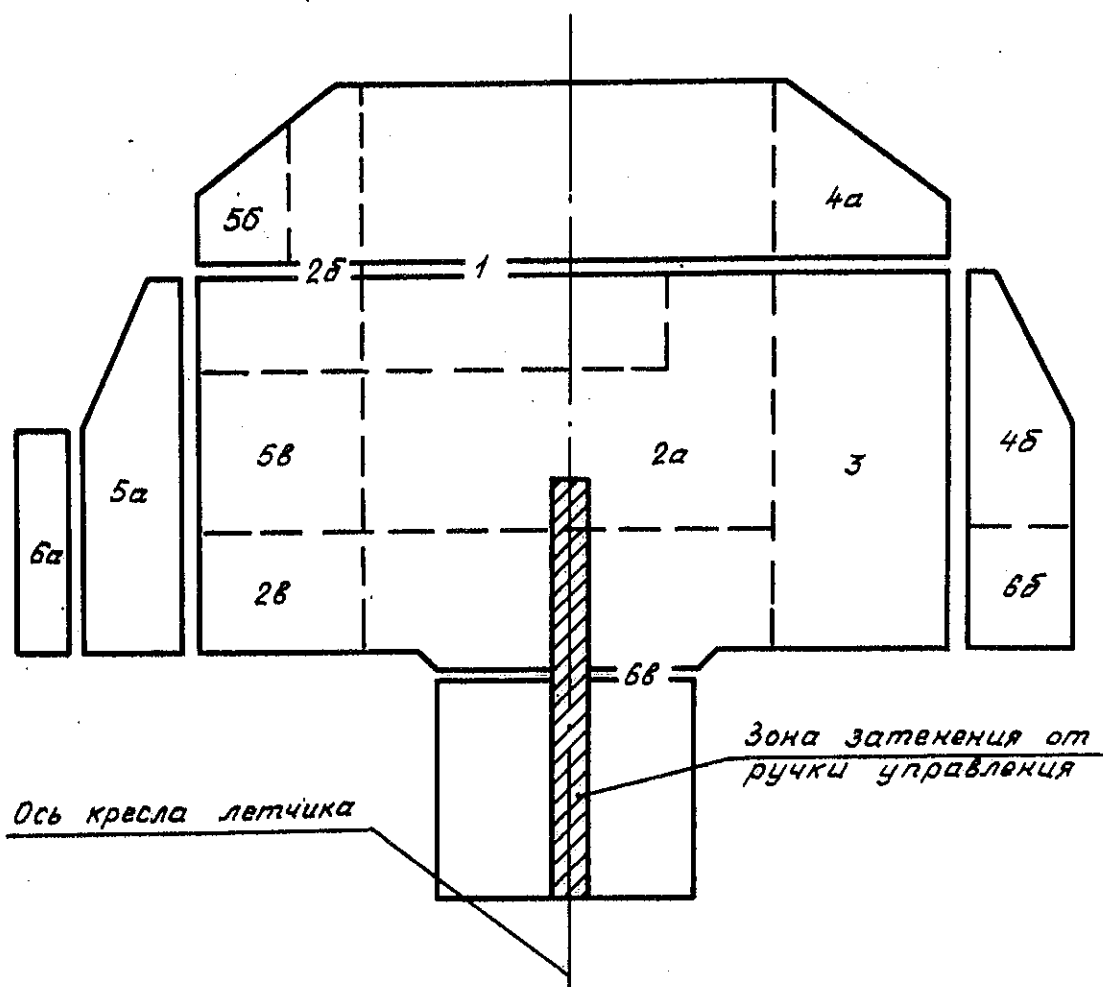 5б
4а
2б
1
5в
2а
3
4б
5а
6а
2в
6б
6в
Зона затенения от
ручки управления
Ось кресла летчика